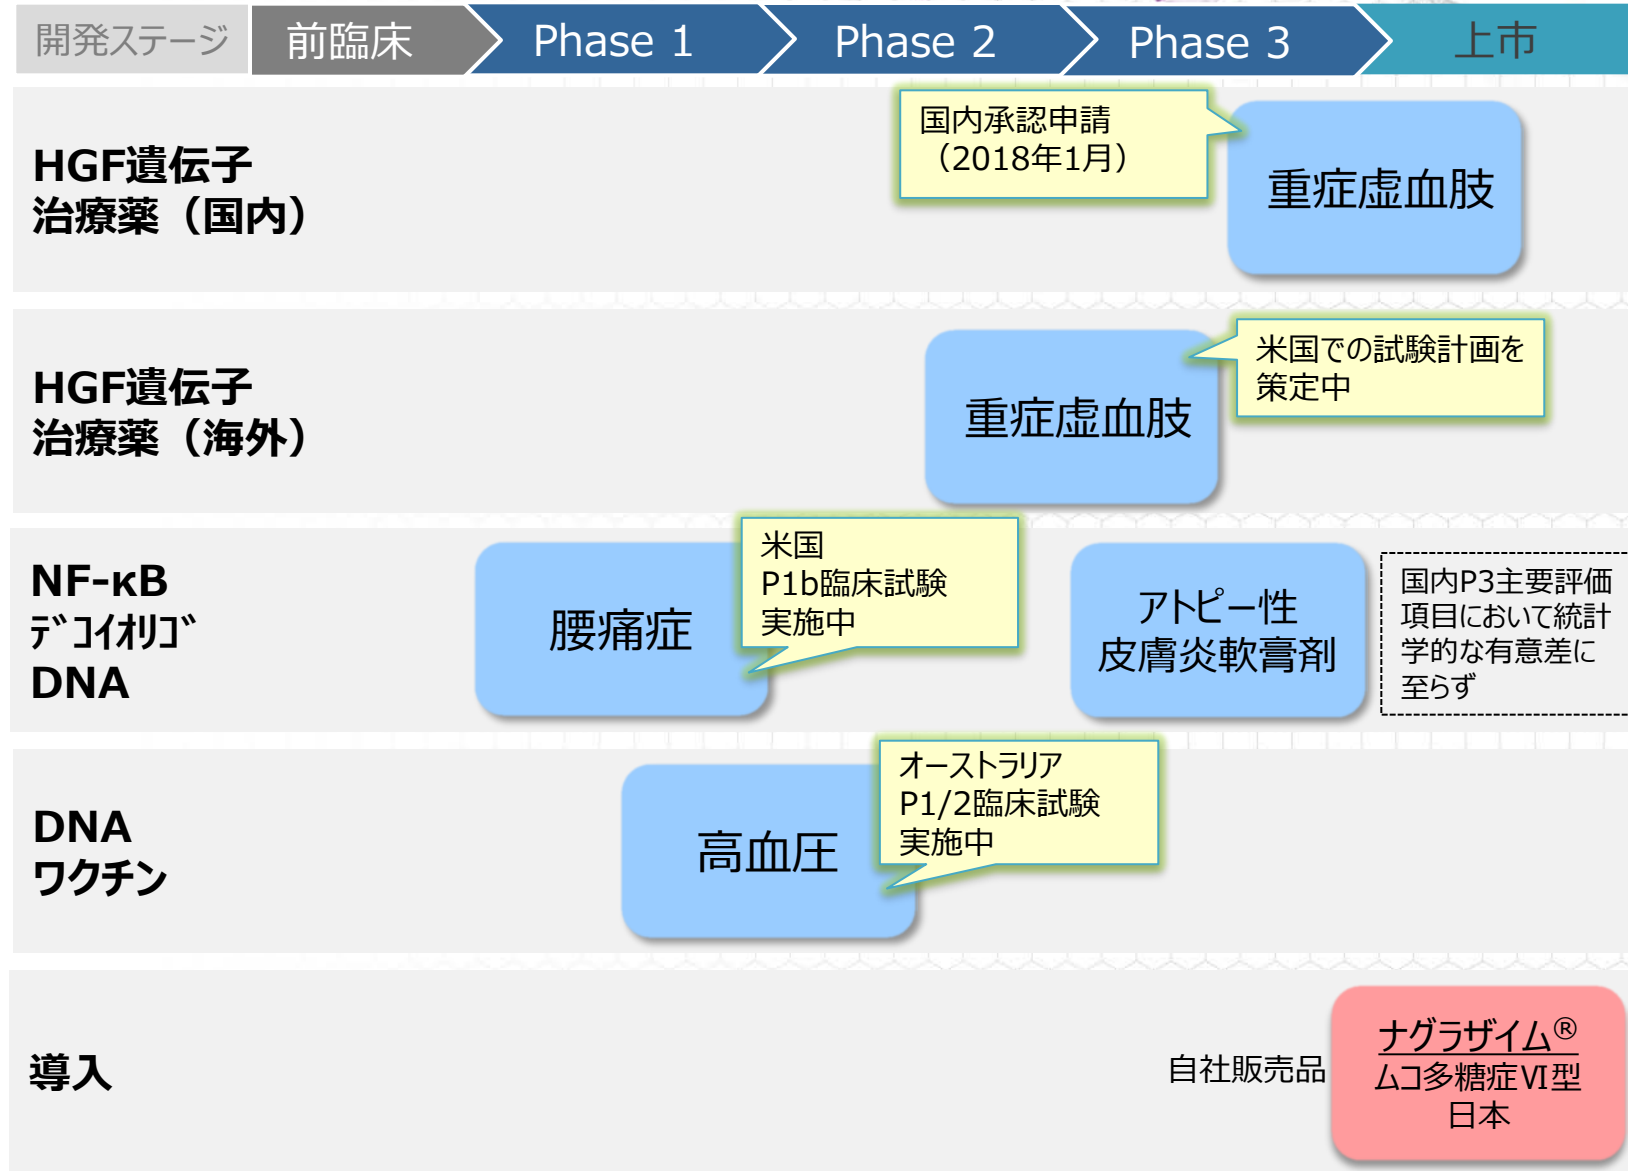 開発ステージ
前臨床
Phase 1
Phase 2
Phase 3
上市
HGF遺伝子
治療薬（国内）
国内承認申請
（2018年1月）
重症虚血肢
HGF遺伝子
治療薬（海外）
重症虚血肢
米国での試験計画を
策定中
NF-κB
ﾃﾞｺｲｵﾘｺﾞ
DNA
腰痛症
米国
P1b臨床試験
実施中
アトピー性
皮膚炎軟膏剤
国内P3主要評価
項目において統計
学的な有意差に
至らず
DNA
ワクチン
高血圧
オーストラリア
P1/2臨床試験
実施中
導入
自社販売品
ナグラザイム®
ムコ多糖症Ⅵ型
日本